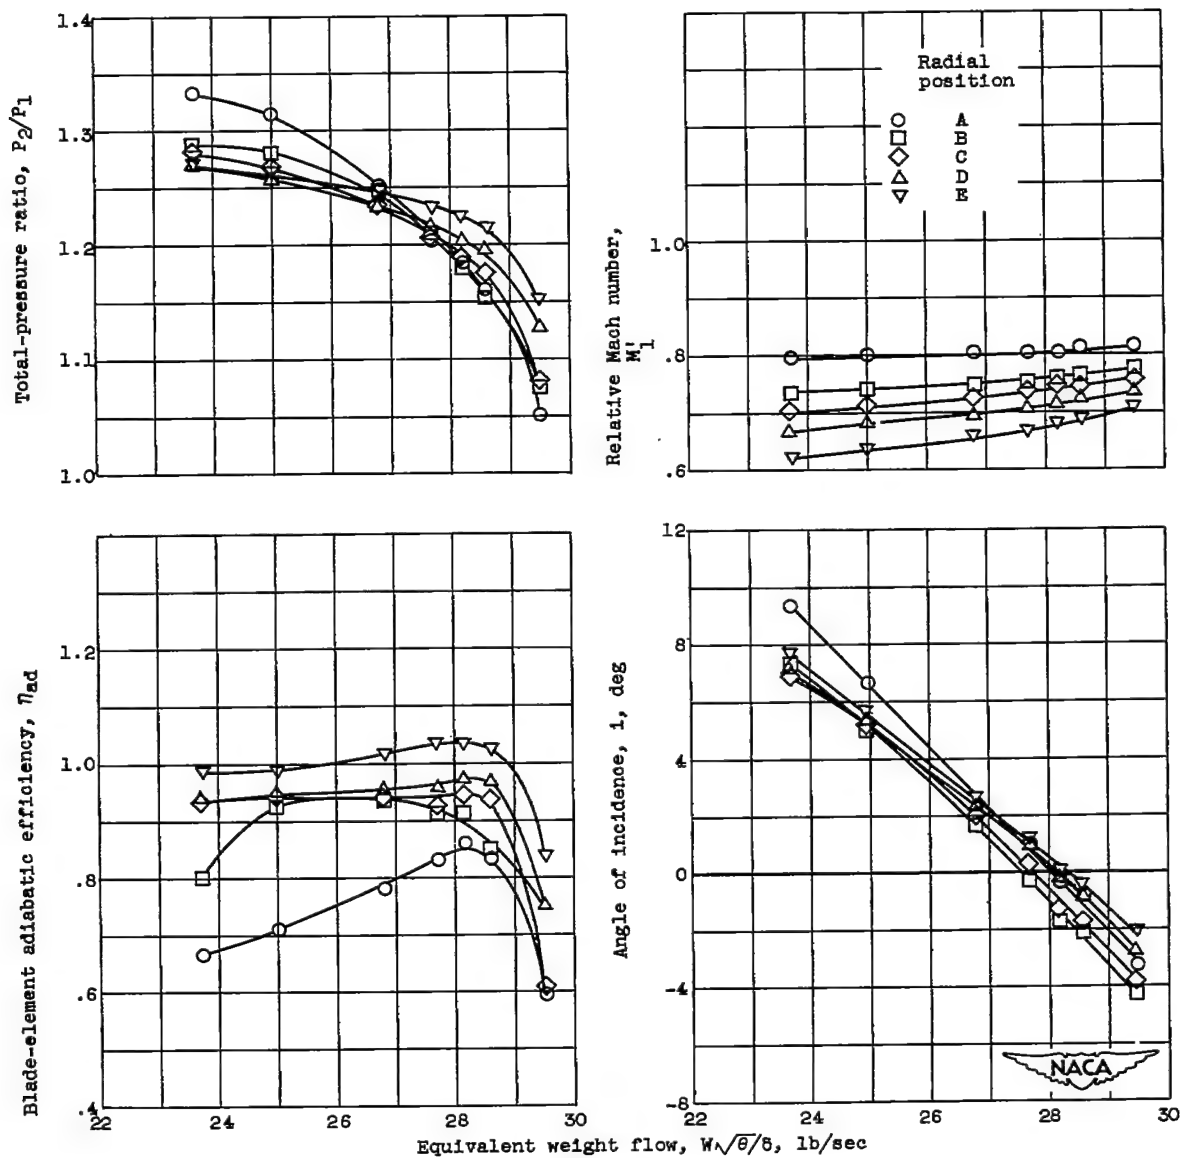 Total-pressure ratio, P2/P1
1.4
1.3
1.2
1.1
1.0
Relative Mach number,
M'1
1.0
.8
.6
Radial
position
A
B
C
D
E
Blade-element adiabatic efficiency, ηad
1.2
1.0
.8
.6
.4
22 24 26 28 30
Angle of incidence, i, deg
12
8
4
0
-4
-8
22 24 26 28 30
NACA
Equivalent weight flow, W√θ/δ, lb/sec